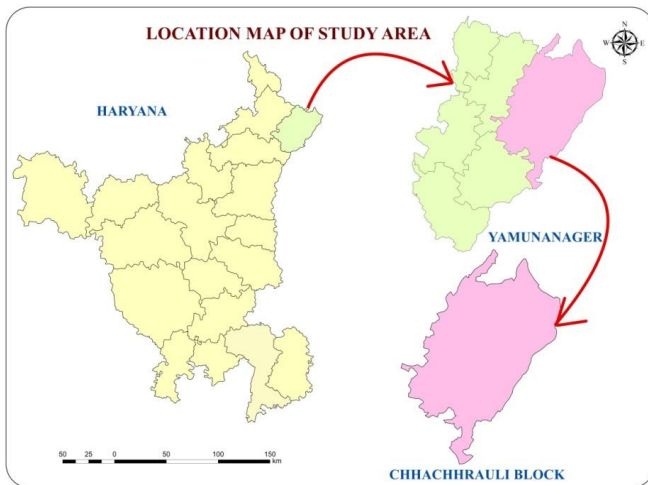 LOCATION MAP OF STUDY AREA
N
W E
S
HARYANA
YAMUNANAGER
50 25 0 50 100 150
km
CHHACHHRAULI BLOCK